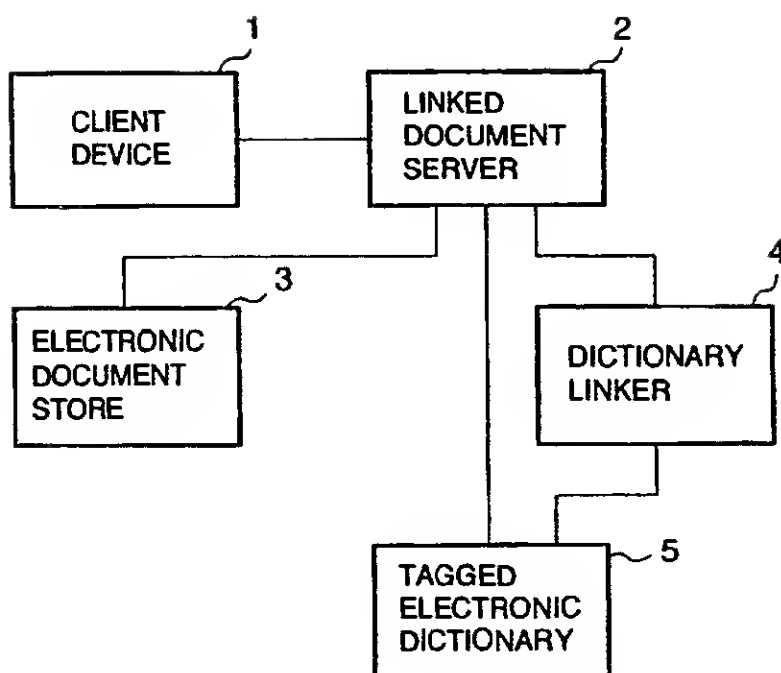 1
CLIENT
DEVICE
2
LINKED
DOCUMENT
SERVER
3
ELECTRONIC
DOCUMENT
STORE
4
DICTIONARY
LINKER
5
TAGGED
ELECTRONIC
DICTIONARY